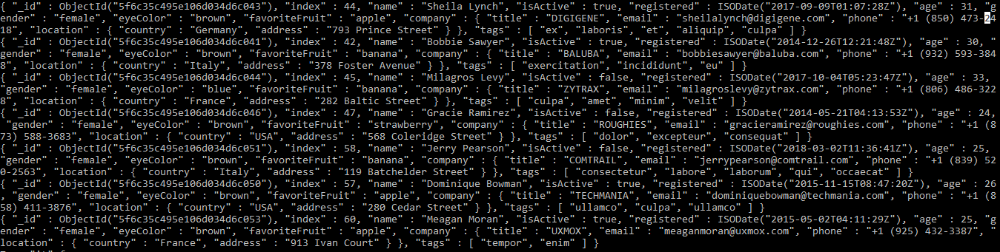 { "_id" : ObjectId("5f6c35c495e106d034d6c043"), "index" : 44, "name" : "Sheila Lynch", "isActive" : true, "registered" : ISODate("2017-09-09T01:07:28Z"), "age" : 31, "g
ender" : "female", "eyeColor" : "brown", "favoriteFruit" : "apple", "company" : { "title" : "DIGIGENE", "email" : "sheilalynch@digigene.com", "phone" : "+1 (850) 473-24
18", "location" : { "country" : "Germany", "address" : "793 Prince Street" } }, "tags" : [ "ex", "laboris", "et", "aliquip", "culpa" ] }
{ "_id" : ObjectId("5f6c35c495e106d034d6c041"), "index" : 42, "name" : "Bobbie Sawyer", "isActive" : true, "registered" : ISODate("2014-12-26T12:21:48Z"), "age" : 30, "
gender" : "female", "eyeColor" : "brown", "favoriteFruit" : "banana", "company" : { "title" : "BALUBA", "email" : "bobbiesawyer@baluba.com", "phone" : "+1 (932) 593-384
8", "location" : { "country" : "Italy", "address" : "378 Foster Avenue" } }, "tags" : [ "exercitation", "incididunt", "eu" ] }
{ "_id" : ObjectId("5f6c35c495e106d034d6c044"), "index" : 45, "name" : "Milagros Levy", "isActive" : false, "registered" : ISODate("2017-10-04T05:23:47Z"), "age" : 33,
"gender" : "female", "eyeColor" : "blue", "favoriteFruit" : "banana", "company" : { "title" : "ZYTRAX", "email" : "milagroslevy@zytrax.com", "phone" : "+1 (806) 486-322
8", "location" : { "country" : "France", "address" : "282 Baltic Street" } }, "tags" : [ "culpa", "amet", "minim", "velit" ] }
{ "_id" : ObjectId("5f6c35c495e106d034d6c046"), "index" : 47, "name" : "Gracie Ramirez", "isActive" : false, "registered" : ISODate("2014-05-21T04:13:53Z"), "age" : 24,
"gender" : "female", "eyeColor" : "brown", "favoriteFruit" : "strawberry", "company" : { "title" : "ROUGHIES", "email" : "gracieramirez@roughies.com", "phone" : "+1 (8
73) 588-3683", "location" : { "country" : "USA", "address" : "568 Coleridge Street" } }, "tags" : [ "dolor", "excepteur", "consequat" ] }
{ "_id" : ObjectId("5f6c35c495e106d034d6c051"), "index" : 58, "name" : "Jerry Pearson", "isActive" : false, "registered" : ISODate("2018-03-02T11:36:41Z"), "age" : 25,
"gender" : "female", "eyeColor" : "brown", "favoriteFruit" : "banana", "company" : { "title" : "COMTRAIL", "email" : "jerrypearson@comtrail.com", "phone" : "+1 (839) 52
0-2563", "location" : { "country" : "Italy", "address" : "119 Batchelder Street" } }, "tags" : [ "consectetur", "labore", "laborum", "qui", "occaecat" ] }
{ "_id" : ObjectId("5f6c35c495e106d034d6c050"), "index" : 57, "name" : "Dominique Bowman", "isActive" : true, "registered" : ISODate("2015-11-15T08:47:20Z"), "age" : 26
, "gender" : "female", "eyeColor" : "brown", "favoriteFruit" : "apple", "company" : { "title" : "TECHMANIA", "email" : "dominiquebowman@techmania.com", "phone" : "+1 (8
58) 411-3876", "location" : { "country" : "USA", "address" : "280 Cedar Street" } }, "tags" : [ "ullamco", "culpa", "ullamco" ] }
{ "_id" : ObjectId("5f6c35c495e106d034d6c053"), "index" : 60, "name" : "Meagan Moran", "isActive" : true, "registered" : ISODate("2015-05-02T04:11:29Z"), "age" : 25, "g
ender" : "female", "eyeColor" : "brown", "favoriteFruit" : "apple", "company" : { "title" : "UXMOX", "email" : "meaganmoran@uxmox.com", "phone" : "+1 (925) 432-3387", "
location" : { "country" : "France", "address" : "913 Ivan Court" } }, "tags" : [ "tempor", "enim" ] }